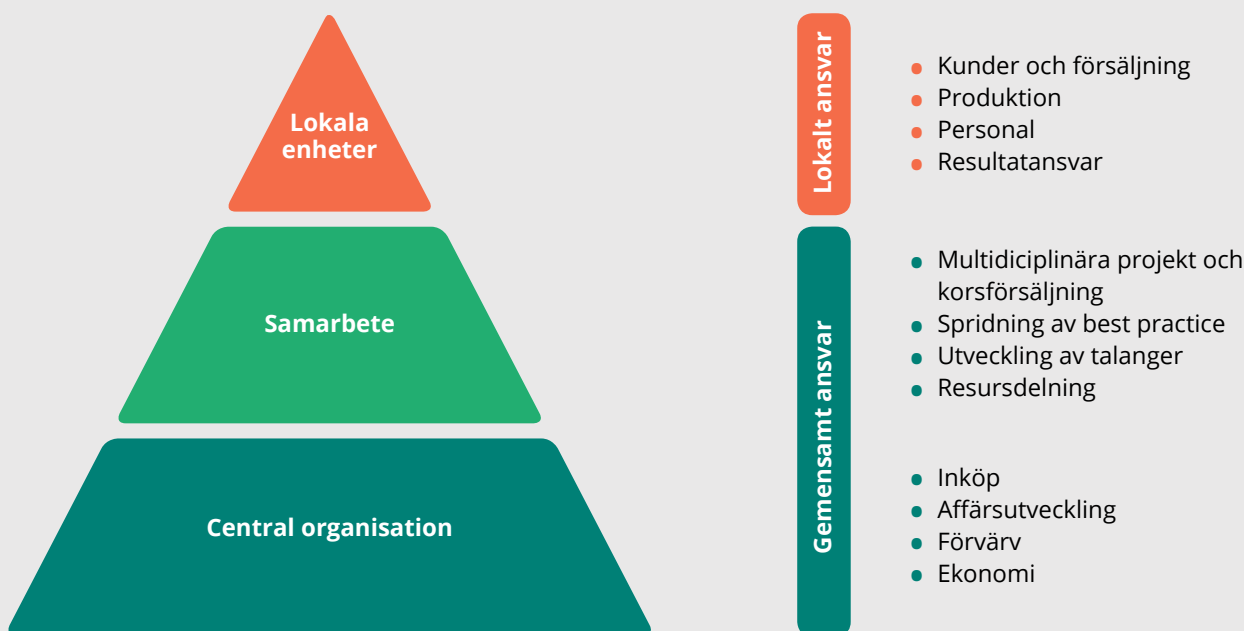 Lokala
enheter
Samarbete
Central organisation
Lokalt ansvar
Kunder och försäljning
Produktion
Personal
Resultatansvar
Gemensamt ansvar
Multidiciplinära projekt och
korsförsäljning
Spridning av best practice
Utveckling av talanger
Resursdelning
Inköp
Affärsutveckling
Förvärv
Ekonomi